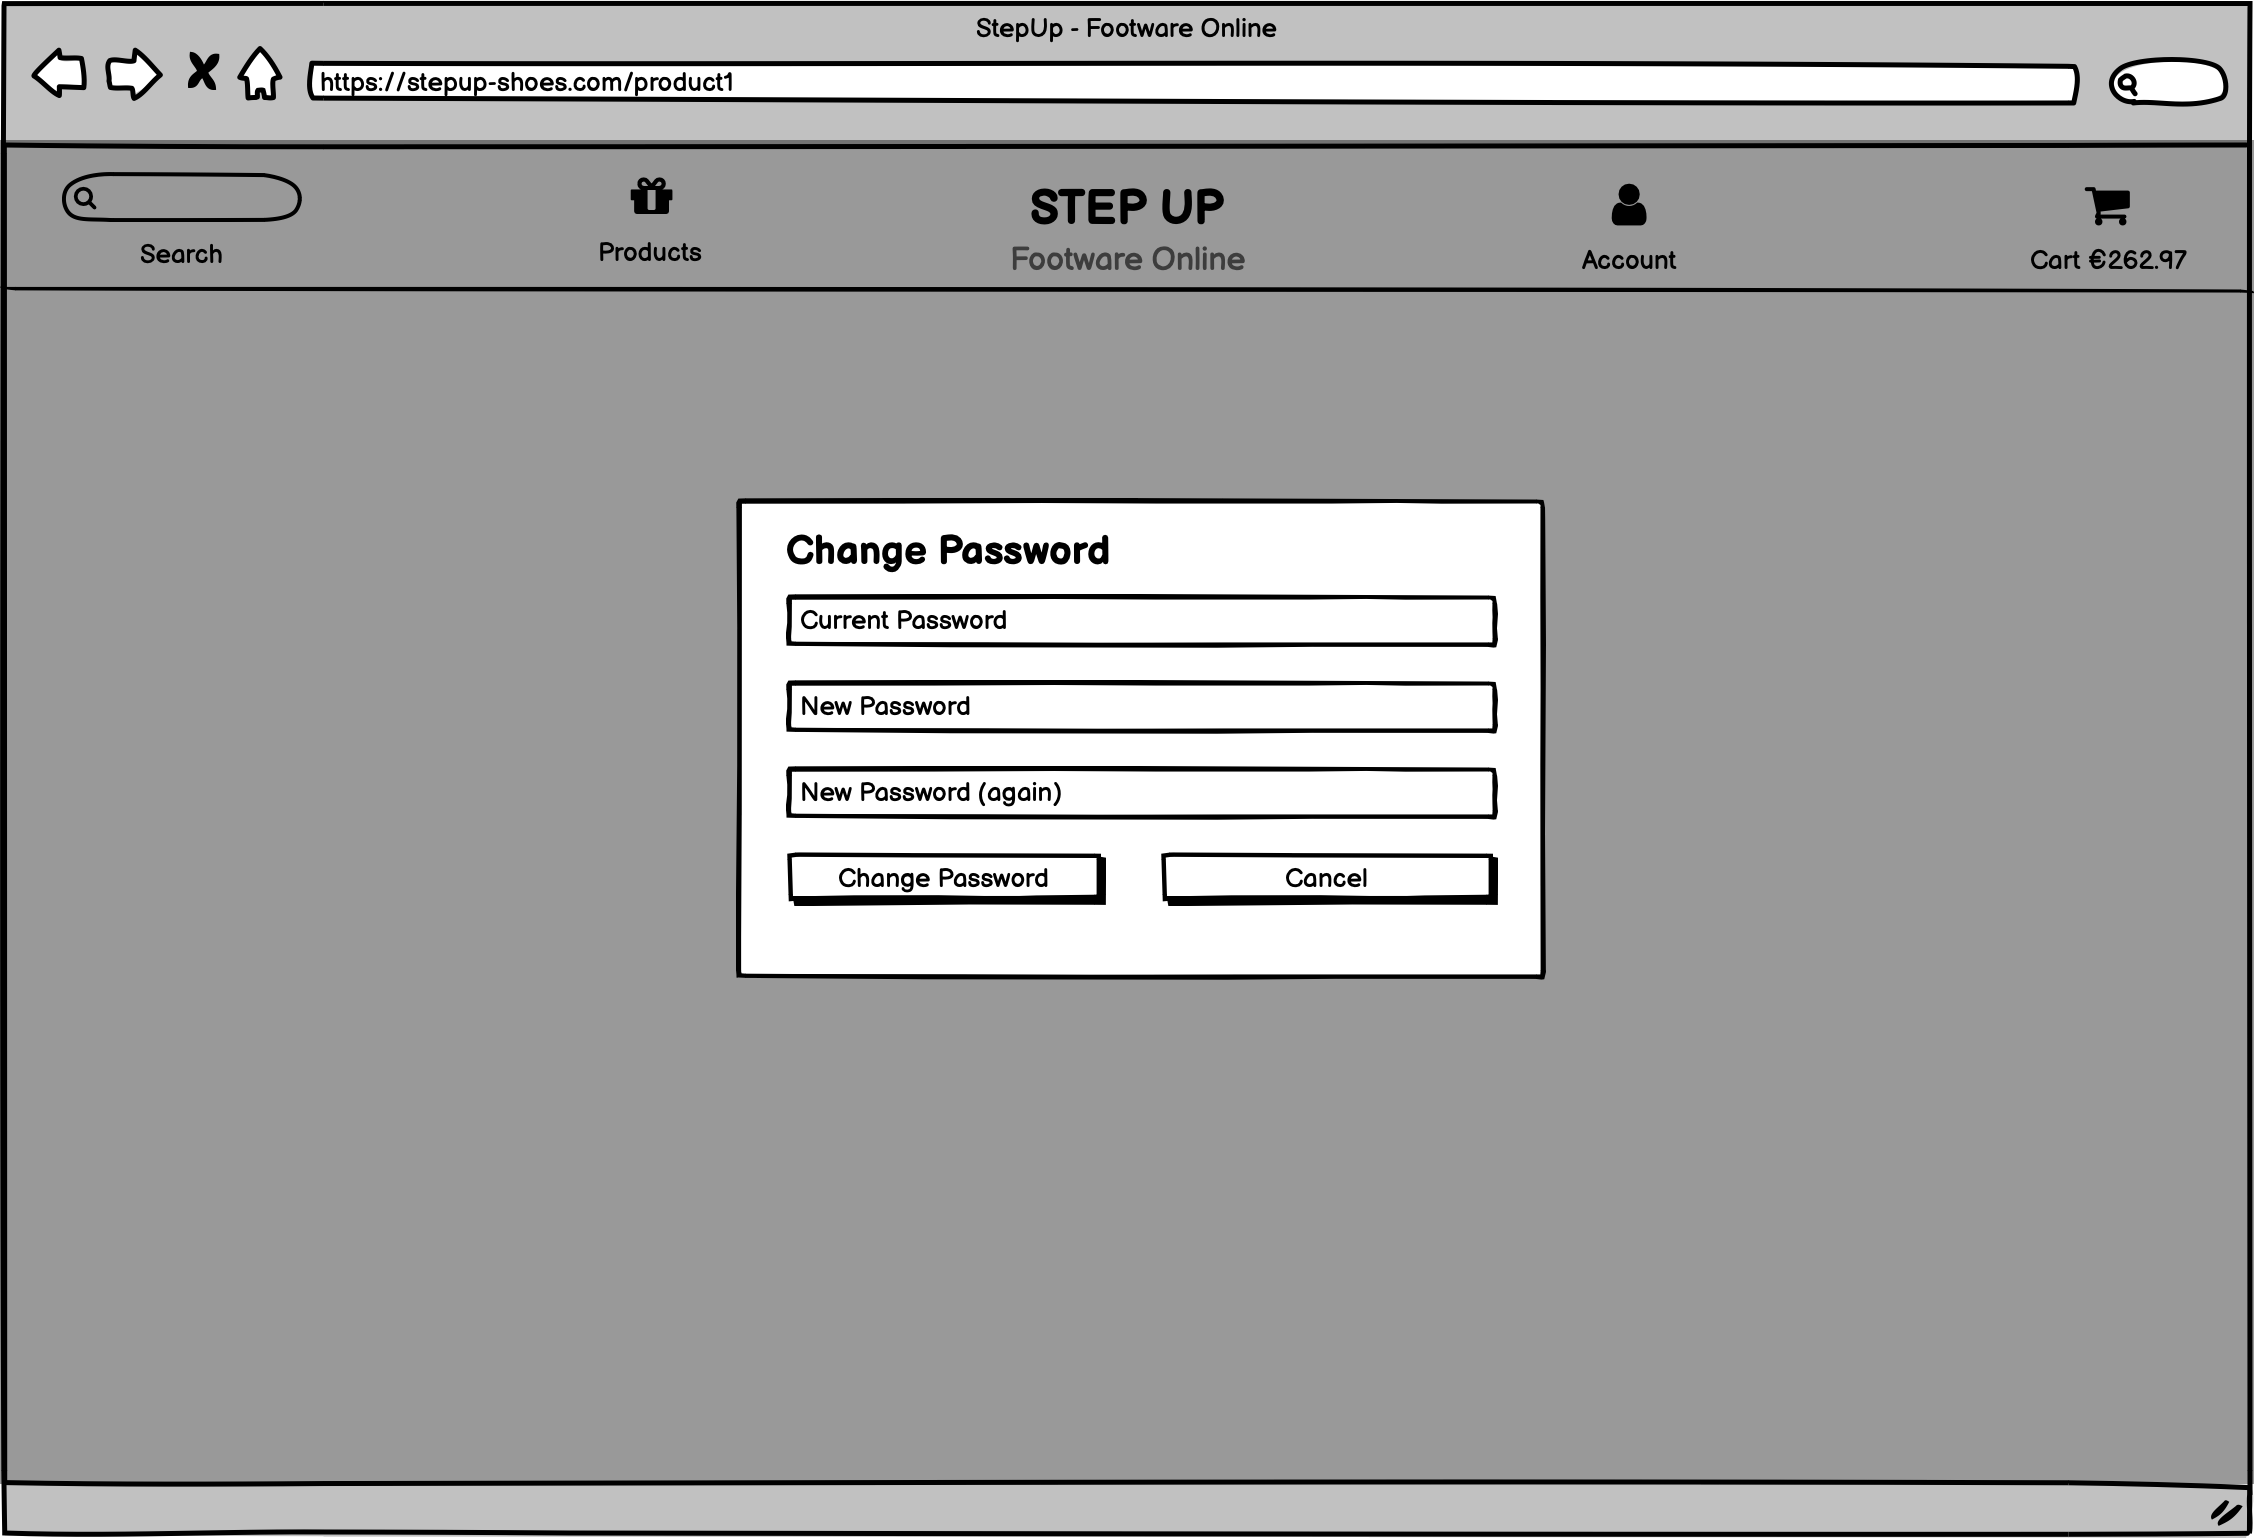 StepUp - Footware Online
https://stepup-shoes.com/product1
STEP UP
Search
Products
Footware Online
Account
Cart €262.97
Change Password
Current Password
New Password
New Password (again)
Change Password
Cancel